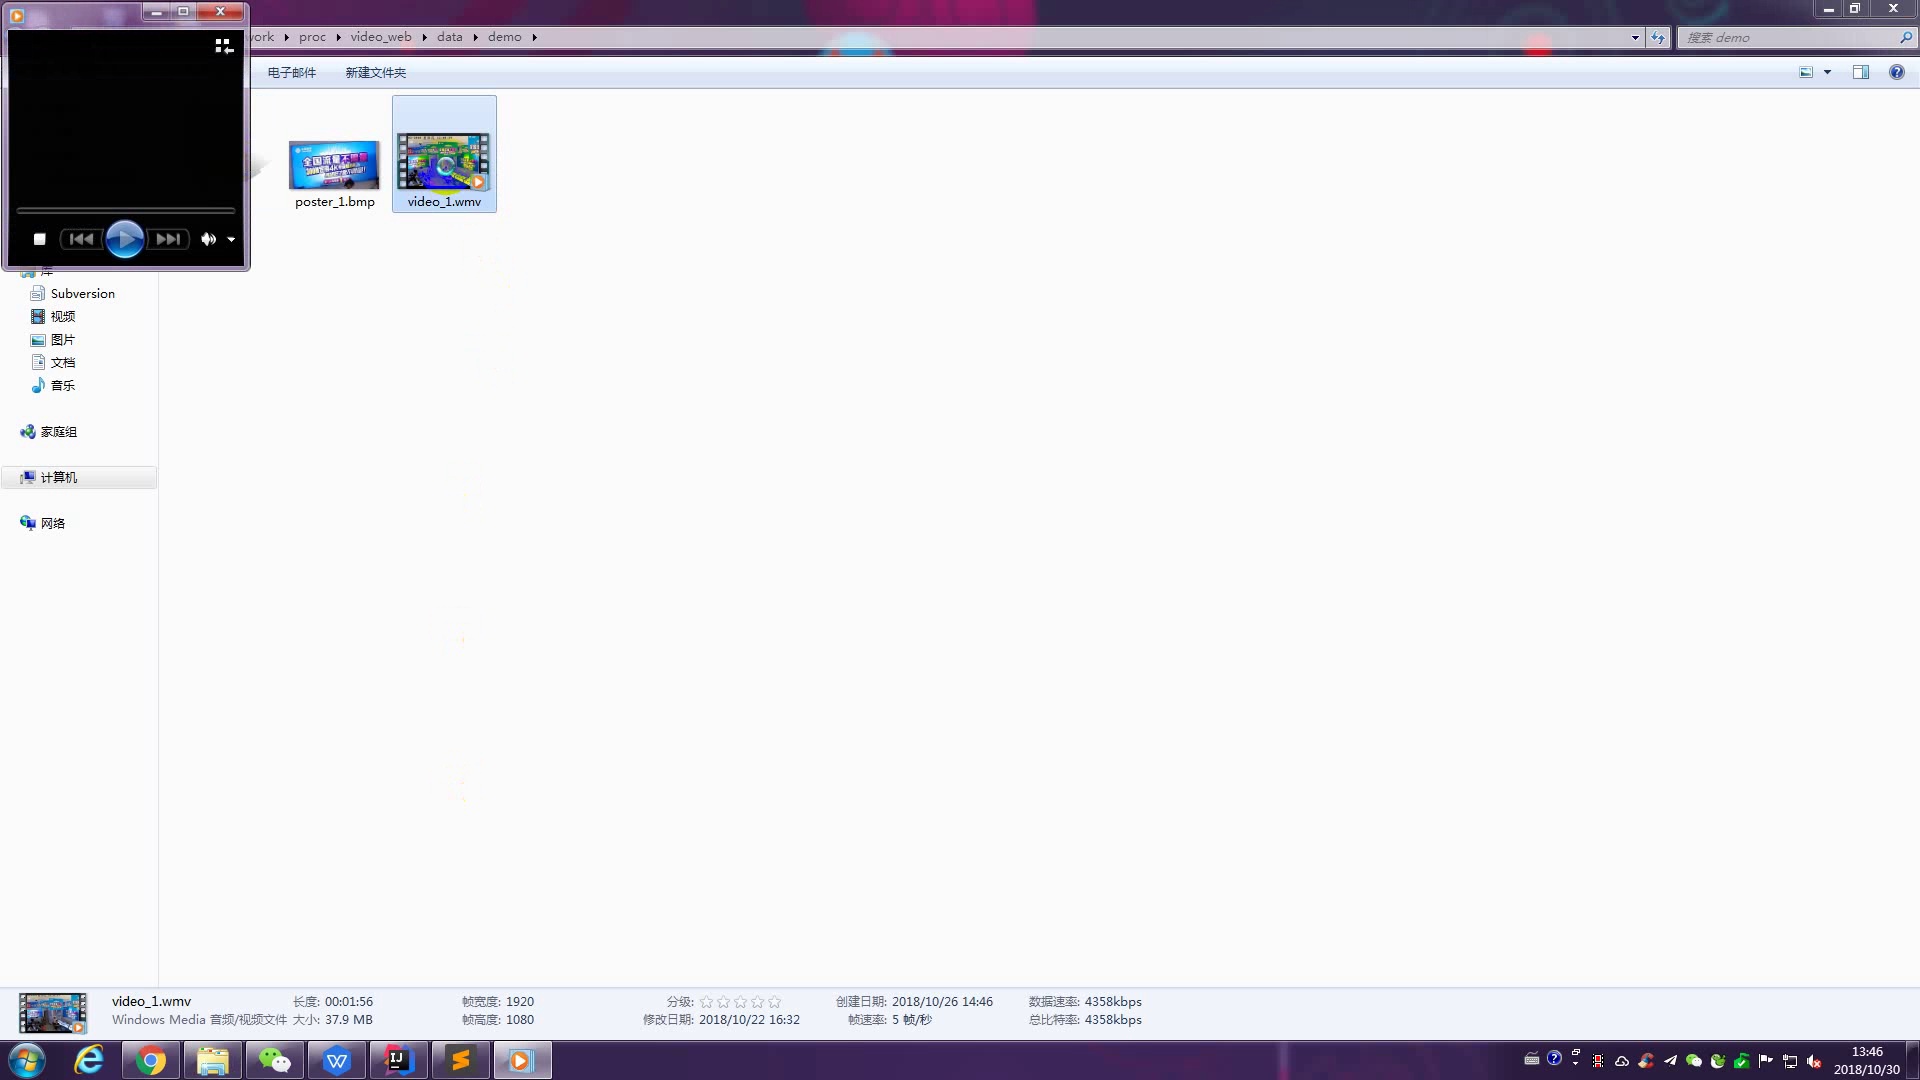 work ▸ proc ▸ video_web ▸ data ▸ demo ▸
搜索 demo
电子邮件
新建文件夹
poster_1.bmp
video_1.wmv
库
Subversion
视频
图片
文档
音乐
家庭组
计算机
网络
video_1.wmv
长度: 00:01:56
帧宽度: 1920
分级:
创建日期: 2018/10/26 14:46
数据速率: 4358kbps
Windows Media 音频/视频文件
大小: 37.9 MB
帧高度: 1080
修改日期: 2018/10/22 16:32
帧速率: 5 帧/秒
总比特率: 4358kbps
13:46
2018/10/30